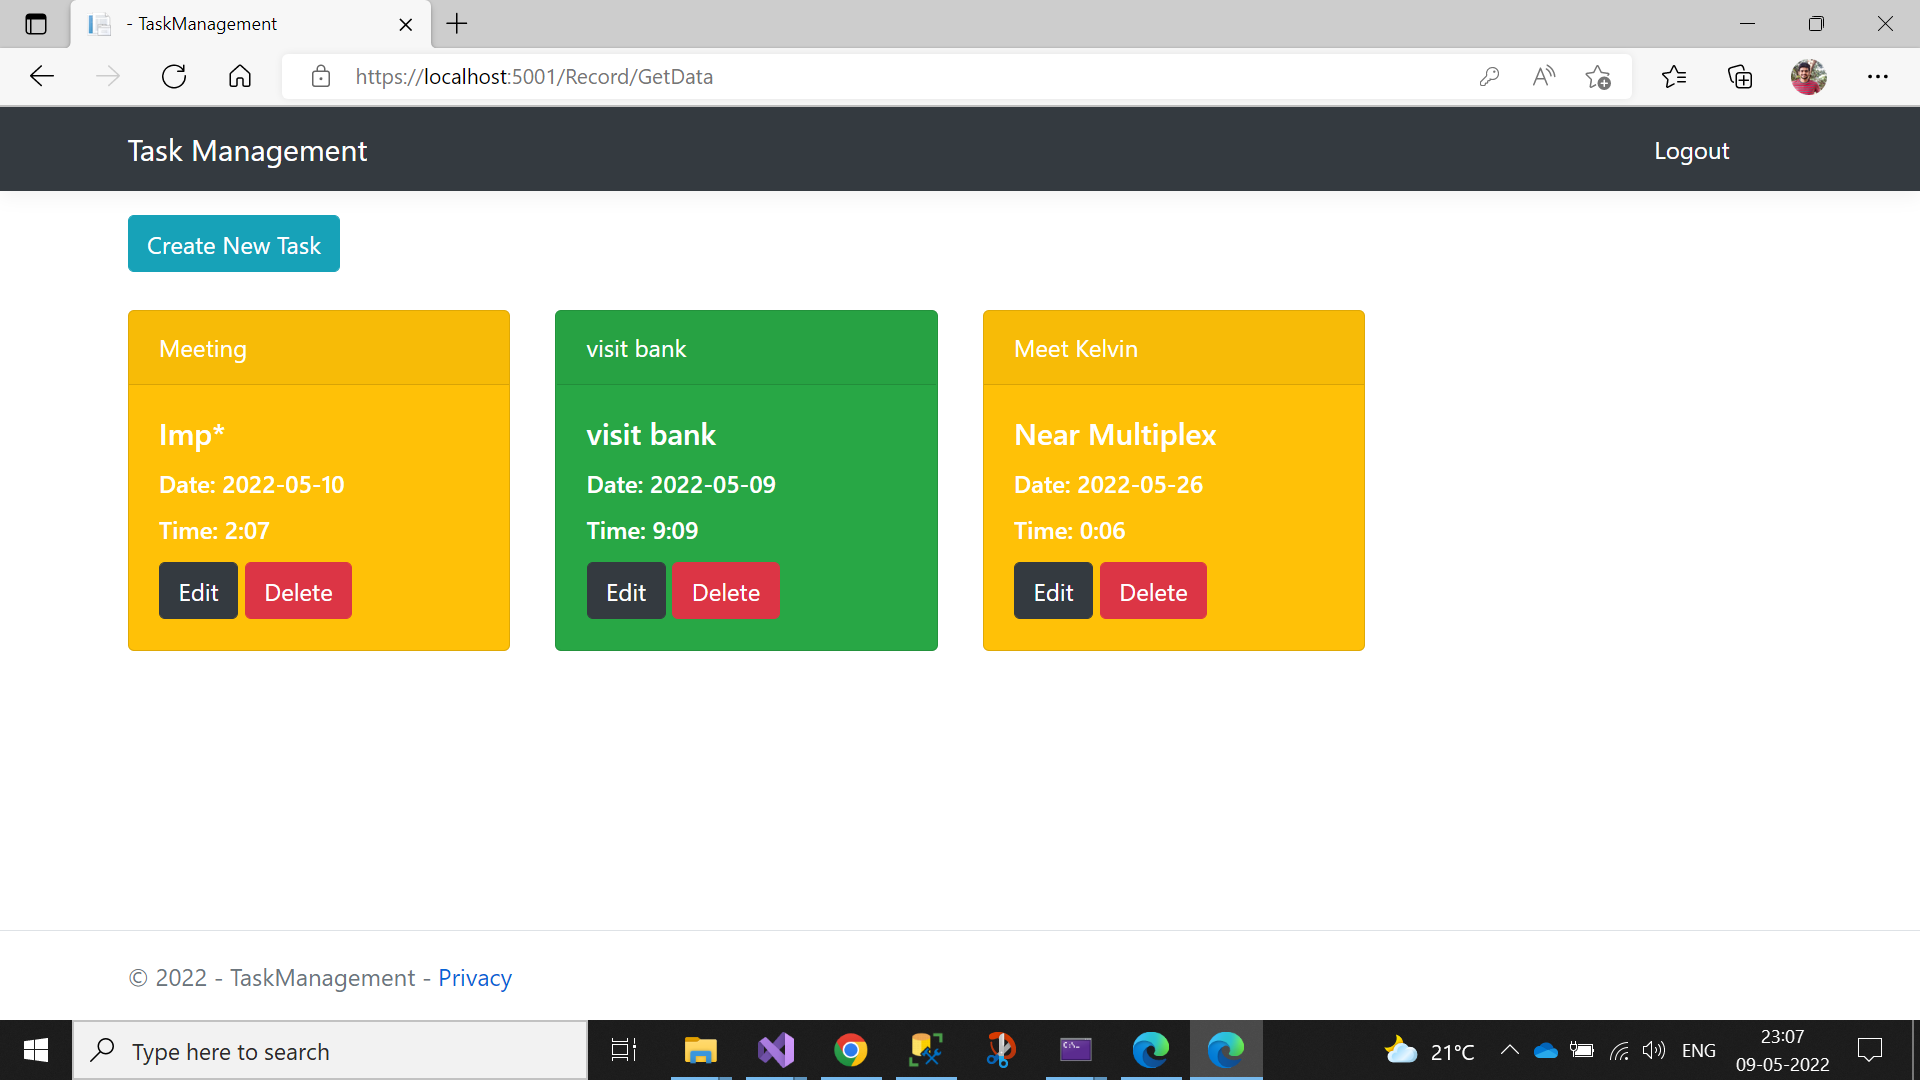 - TaskManagement
https://localhost:5001/Record/GetData
Task Management
Logout
Create New Task
Meeting
Imp*
Date: 2022-05-10
Time: 2:07
Edit Delete
visit bank
visit bank
Date: 2022-05-09
Time: 9:09
Edit Delete
Meet Kelvin
Near Multiplex
Date: 2022-05-26
Time: 0:06
Edit Delete
© 2022 - TaskManagement - Privacy
Type here to search
21°C
ENG
23:07
09-05-2022